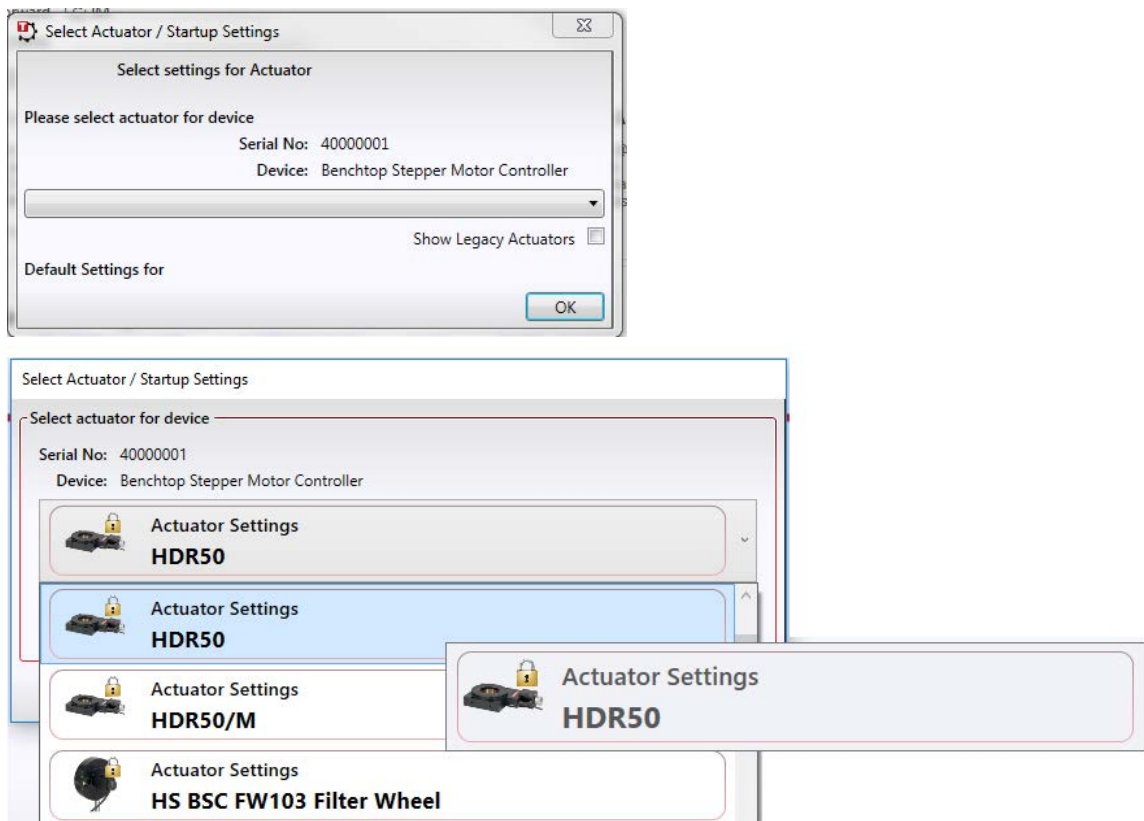 Select Actuator / Startup Settings
Select settings for Actuator
Please select actuator for device
Serial No: 40000001
Device: Benchtop Stepper Motor Controller
Show Legacy Actuators
Default Settings for
OK
Select Actuator / Startup Settings
Select actuator for device
Serial No: 40000001
Device: Benchtop Stepper Motor Controller
Actuator Settings
HDR50
Actuator Settings
HDR50
Actuator Settings
HDR50/M
Actuator Settings
HDR50
Actuator Settings
HS BSC FW103 Filter Wheel